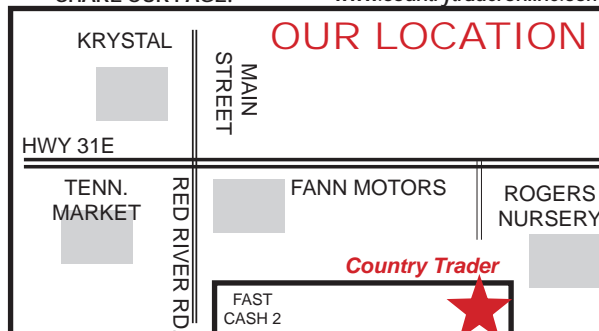 OUR LOCATION
KRYSTAL
MAIN
STREET
HWY 31E
TENN.
MARKET
RED RIVER RD
FANN MOTORS
ROGERS
NURSERY
Country Trader
FAST
CASH 2